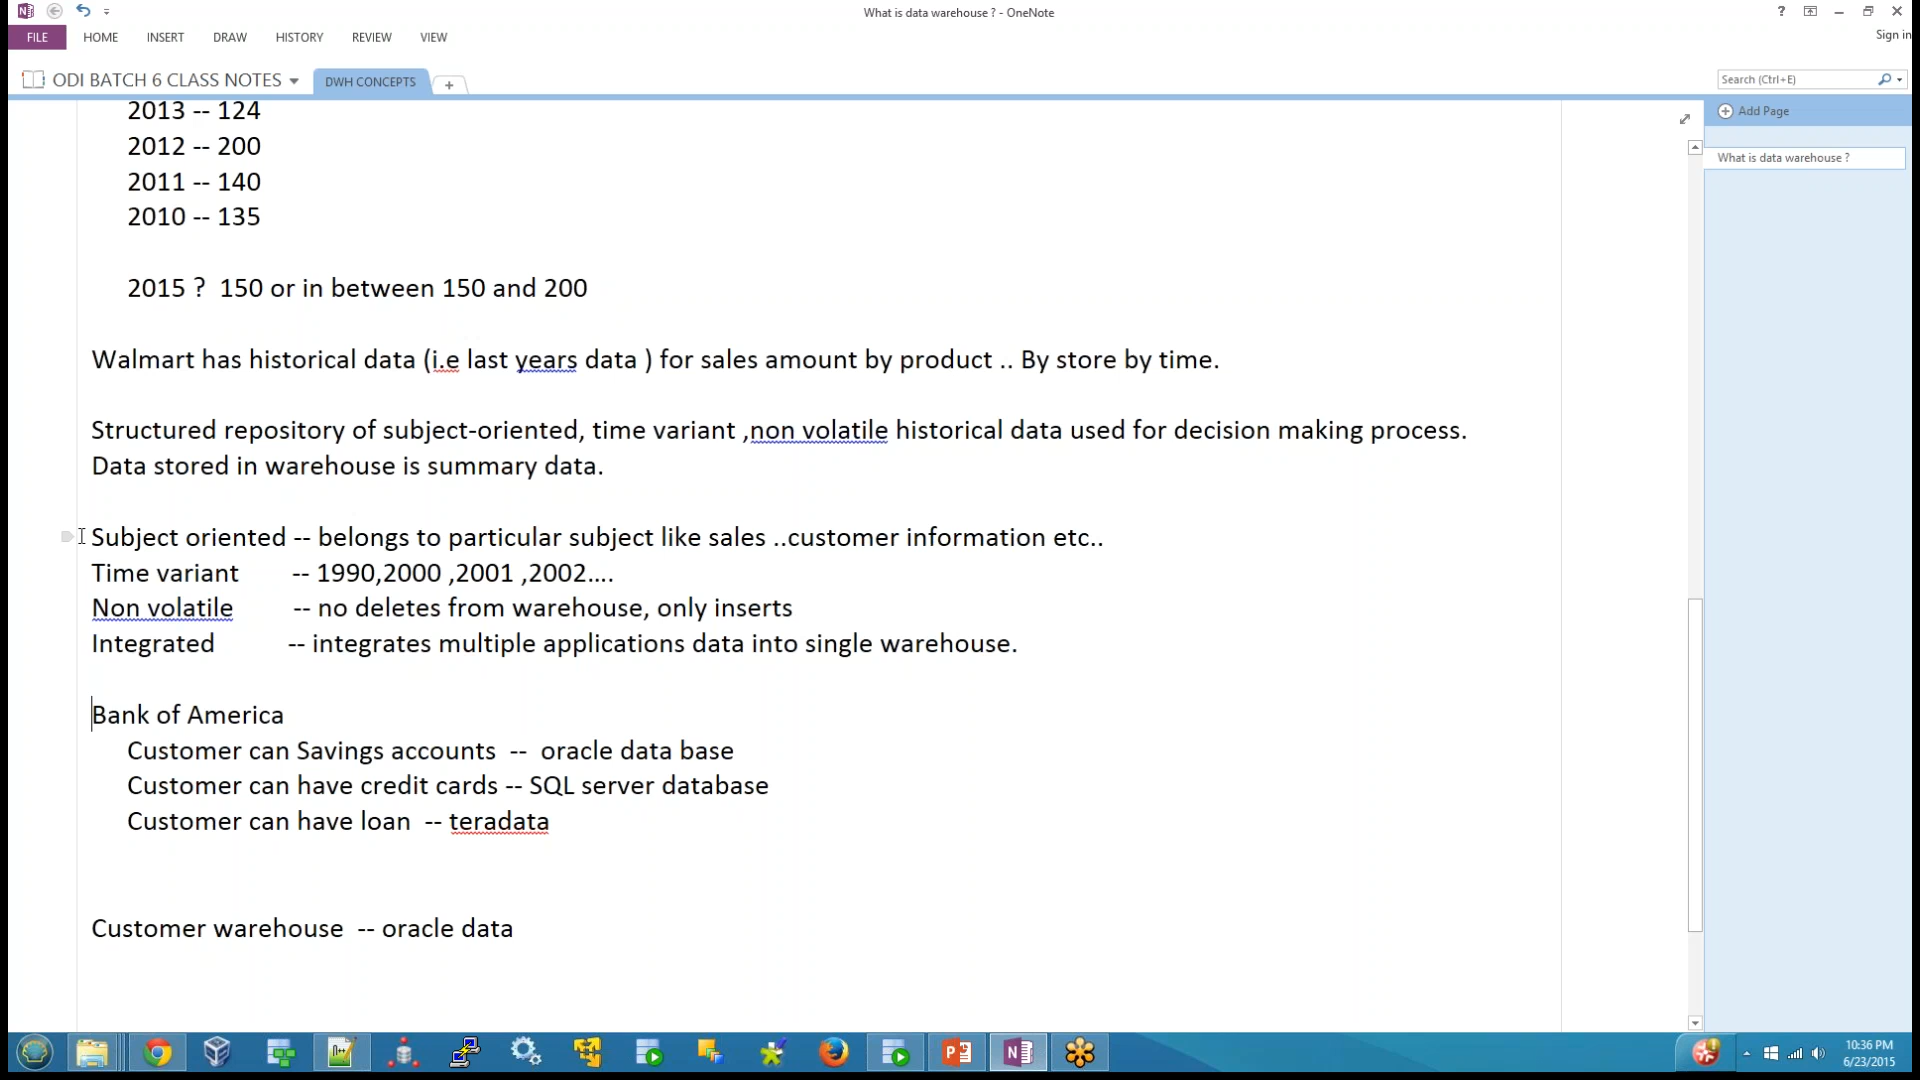 What is data warehouse ? - OneNote
?
Sign in
FILE HOME INSERT DRAW HISTORY REVIEW VIEW
ODI BATCH 6 CLASS NOTES
DWH CONCEPTS
+
Search (Ctrl+E)
Add Page
What is data warehouse ?
2013 -- 124
2012 -- 200
2011 -- 140
2010 -- 135
2015 ?  150 or in between 150 and 200
Walmart has historical data (i.e last years data ) for sales amount by product .. By store by time.
Structured repository of subject-oriented, time variant ,non volatile historical data used for decision making process.
Data stored in warehouse is summary data.
Subject oriented -- belongs to particular subject like sales ..customer information etc..
Time variant -- 1990,2000 ,2001 ,2002....
Non volatile -- no deletes from warehouse, only inserts
Integrated -- integrates multiple applications data into single warehouse.
Bank of America
Customer can Savings accounts  --  oracle data base
Customer can have credit cards -- SQL server database
Customer can have loan  -- teradata
Customer warehouse  -- oracle data
10:36 PM
6/23/2015